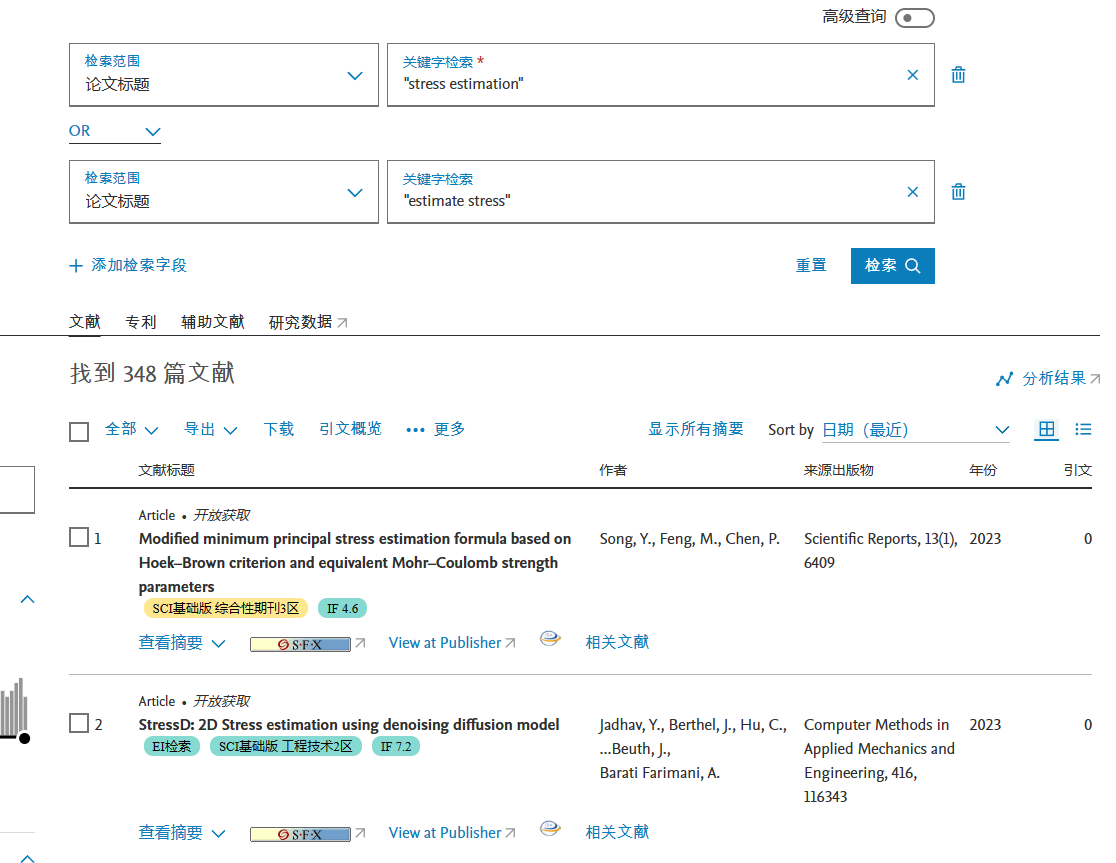 高级查询
检索范围
论文标题
关键字检索 *
"stress estimation"
OR
检索范围
论文标题
关键字检索
"estimate stress"
添加检索字段
重置
检索
文献 专利 辅助文献 研究数据
找到 348 篇文献
分析结果
全部 导出 下载 引文概览 ••• 更多
显示所有摘要 Sort by 日期（最近）
文献标题 作者 来源出版物 年份 引文
Article • 开放获取
1 Modified minimum principal stress estimation formula based on
Hoek–Brown criterion and equivalent Mohr–Coulomb strength
parameters
SCI基础版 综合性期刊3区 IF 4.6
Song, Y., Feng, M., Chen, P.
Scientific Reports, 13(1),
6409
2023
0
查看摘要 S·F·X View at Publisher 相关文献
Article • 开放获取
2 StressD: 2D Stress estimation using denoising diffusion model
EI检索 SCI基础版 工程技术2区 IF 7.2
Jadhav, Y., Berthel, J., Hu, C.,
...Beuth, J.,
Barati Farimani, A.
Computer Methods in
Applied Mechanics and
Engineering, 416,
116343
2023
0
查看摘要 S·F·X View at Publisher 相关文献